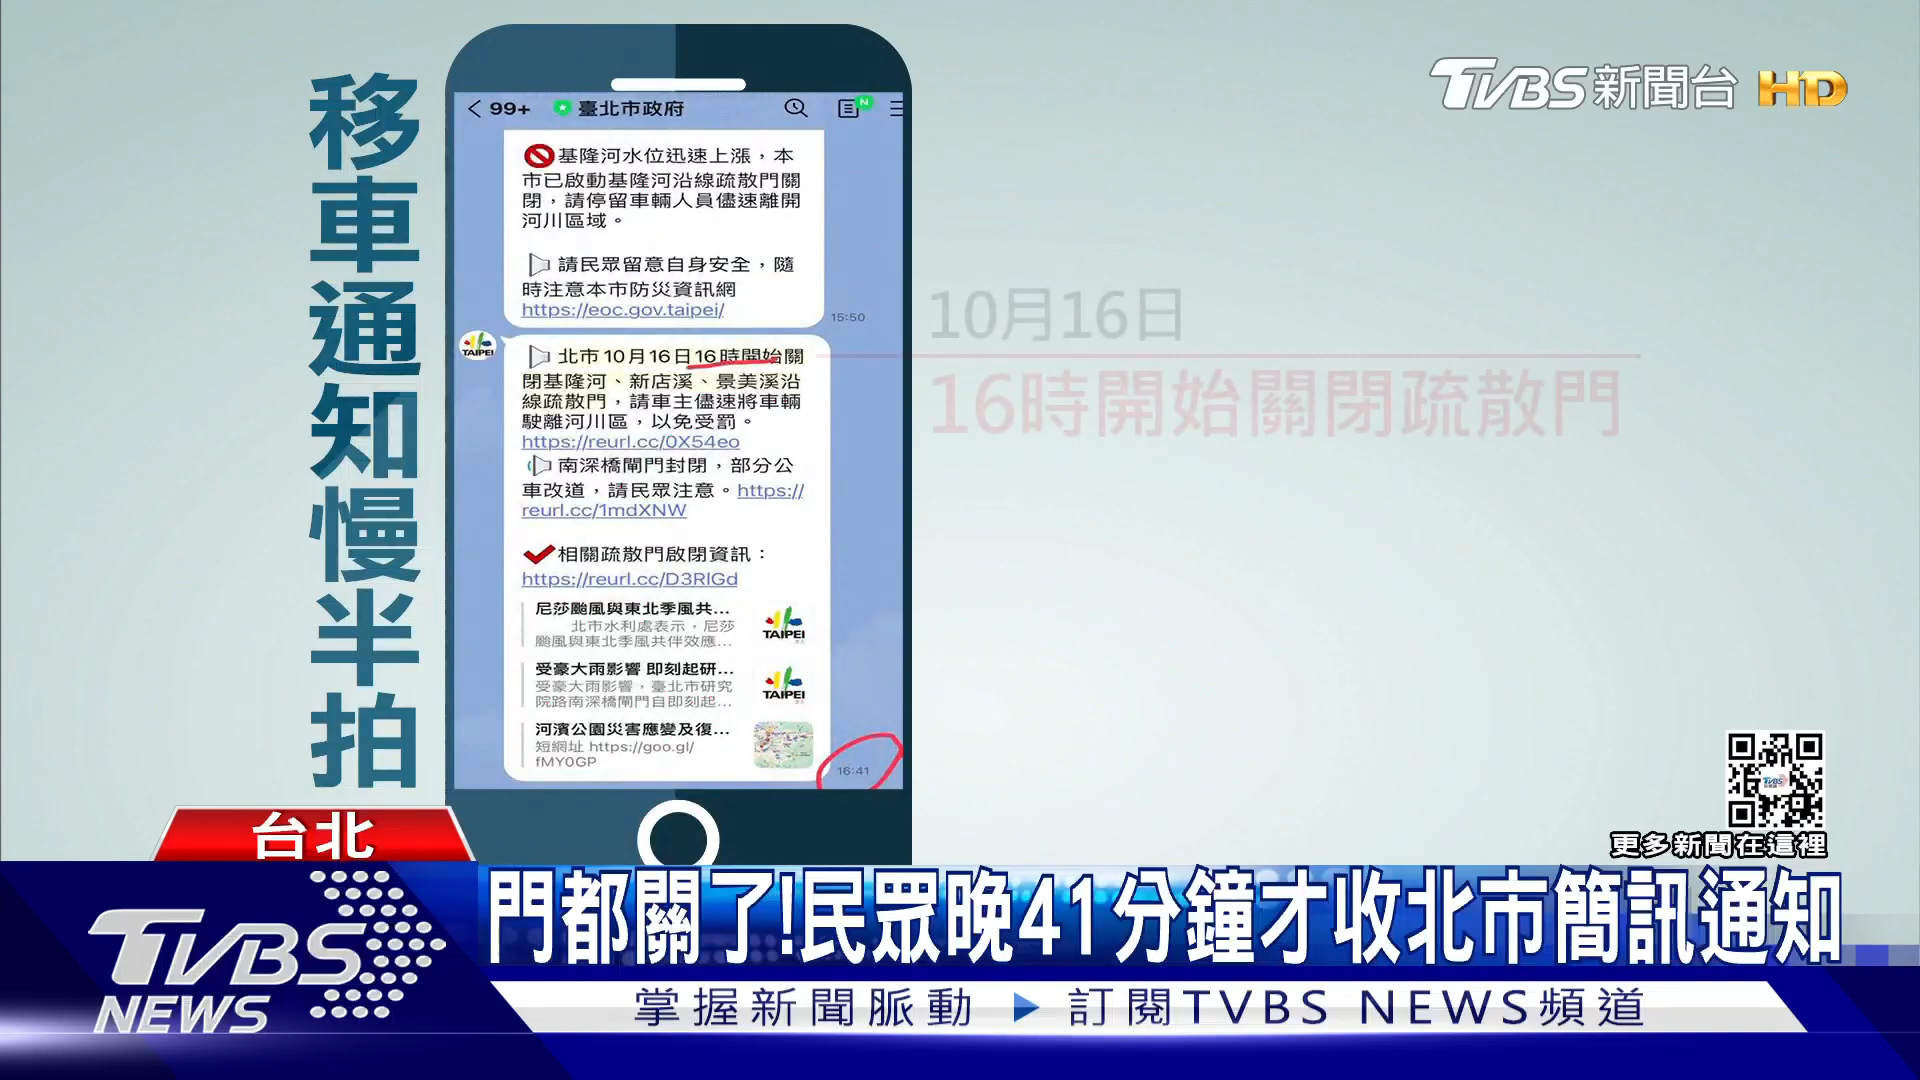 移車通知慢半拍
99+
臺北市政府
N
基隆河水位迅速上漲，本
市已啟動基隆河沿線疏散門關
閉，請停留車輛人員儘速離開
河川區域。
請民眾留意自身安全，隨
時注意本市防災資訊網
https://eoc.gov.taipei/
15:50
TAIPEI
北市10月16日16時開始關
閉基隆河、新店溪、景美溪沿
線疏散門，請車主儘速將車輛
駛離河川區，以免受罰。
https://reurl.cc/0X54eo
南深橋閘門封閉，部分公
車改道，請民眾注意。https://
reurl.cc/1mdXNW
相關疏散門啟閉資訊：
https://reurl.cc/D3RlGd
尼莎颱風與東北季風共...
北市水利處表示，尼莎
颱風與東北季風共伴效應...
TAIPEI
受豪大雨影響 即刻起研...
受豪大雨影響，臺北市研究
院路南深橋閘門自即刻起...
TAIPEI
河濱公園災害應變及復...
短網址 https://goo.gl/
fMY0GP
16:41
TVBS新聞台 HD
10月16日
16時開始關閉疏散門
TVBS
更多新聞在這裡
台北
門都關了!民眾晚41分鐘才收北市簡訊通知
TVBS
NEWS
掌握新聞脈動 ▶ 訂閱TVBS NEWS頻道